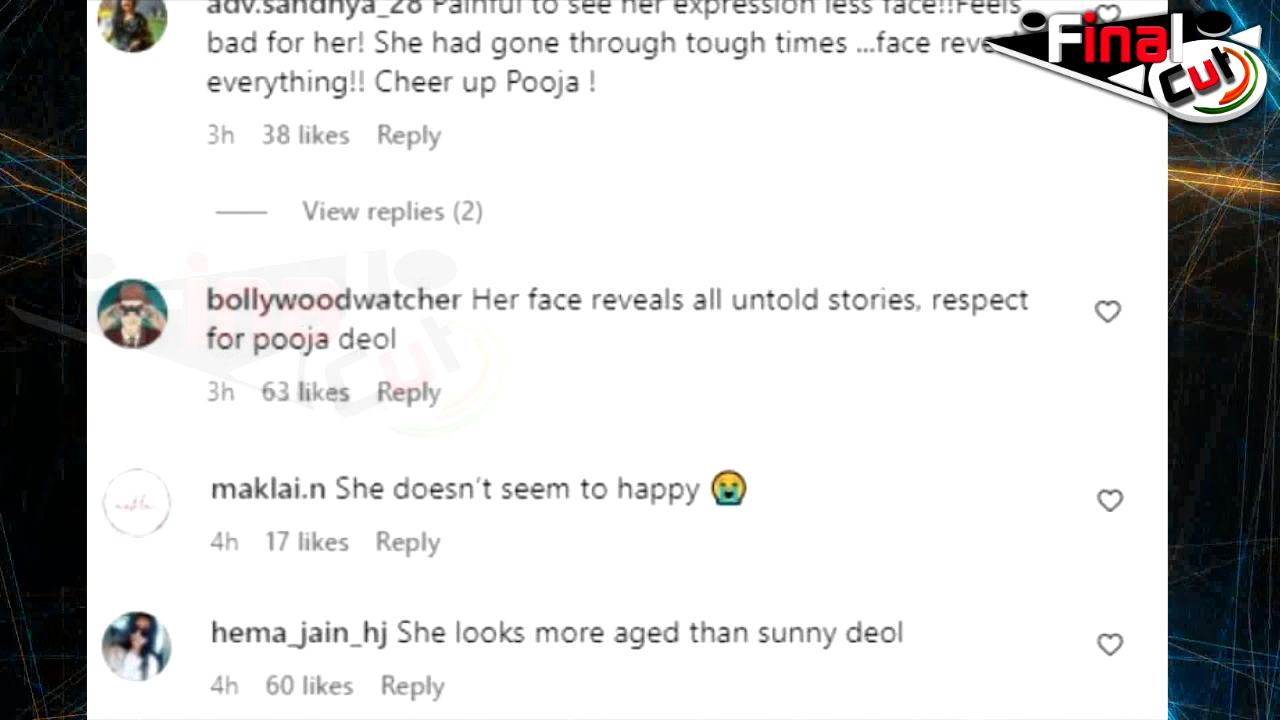 adv.sandhya_28 Painful to see her expression less face!!Feels
bad for her! She had gone through tough times ...face
everything!! Cheer up Pooja !
3h 38 likes Reply
View replies (2)
bollywoodwatcher Her face reveals all untold stories, respect
for pooja deol
3h 63 likes Reply
maklai.n She doesn't seem to happy 😭
4h 17 likes Reply
hema_jain_hj She looks more aged than sunny deol
4h 60 likes Reply
Final
Cut